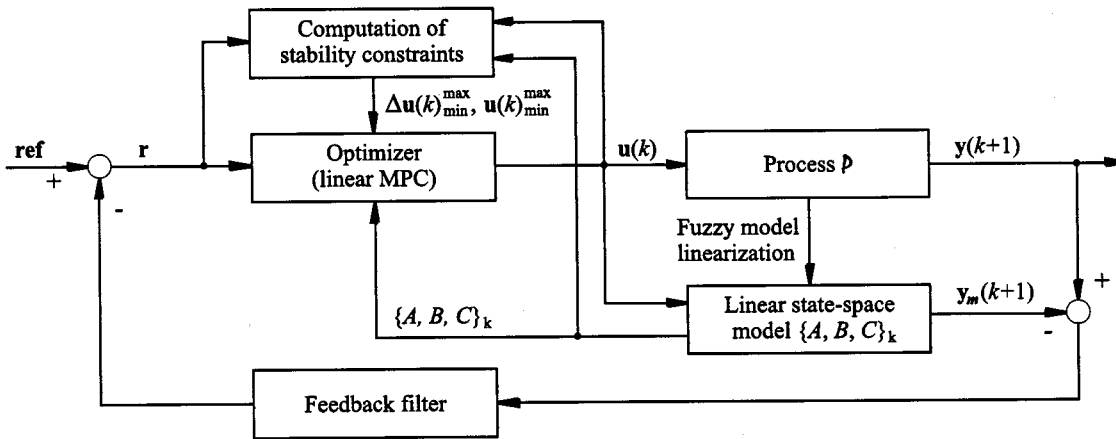 Computation of
stability constraints
Δu(k)min max, u(k)min max
ref
+
-
r
Optimizer
(linear MPC)
u(k)
Process p
y(k+1)
Fuzzy model
linearization
+
-
{A, B, C}k
Linear state-space
model {A, B, C}k
ym(k+1)
Feedback filter